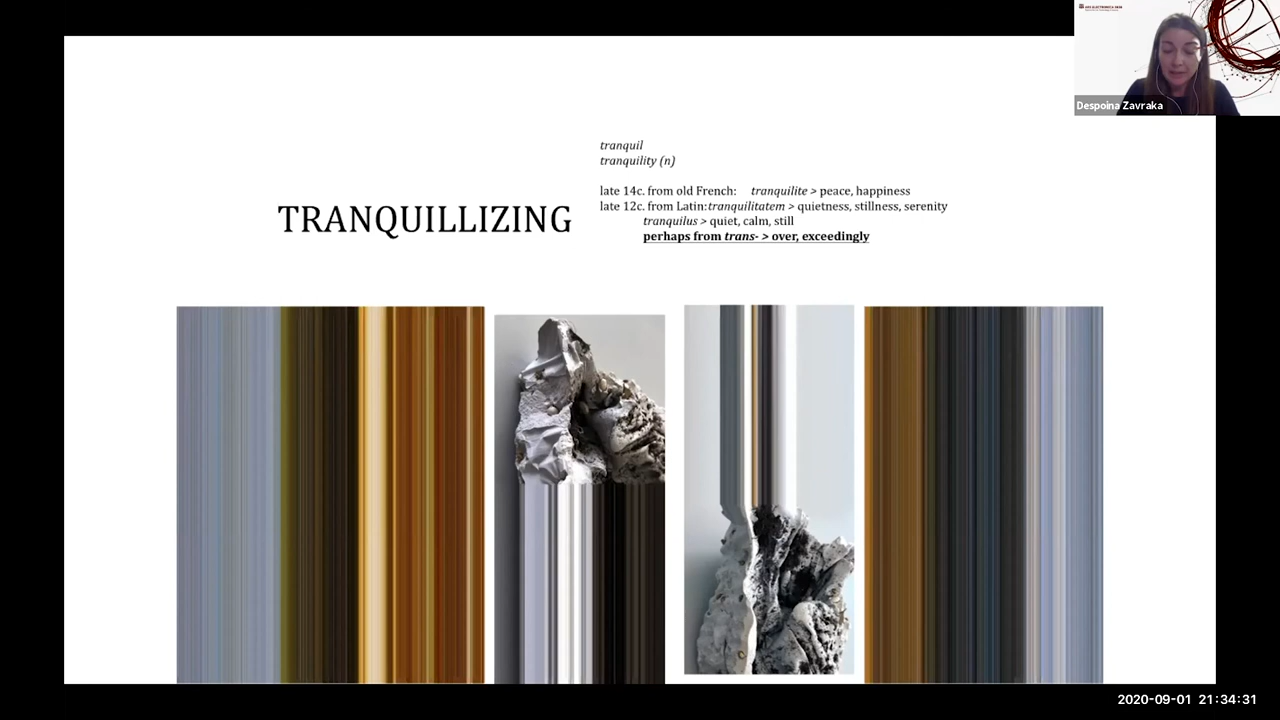 Despoina Zavraka
tranquil
tranquility (n)
late 14c. from old French: tranquilite > peace, happiness
late 12c. from Latin:tranquilitatem > quietness, stillness, serenity
tranquilus > quiet, calm, still
perhaps from trans- > over, exceedingly
TRANQUILLIZING
2020-09-01 21:34:31